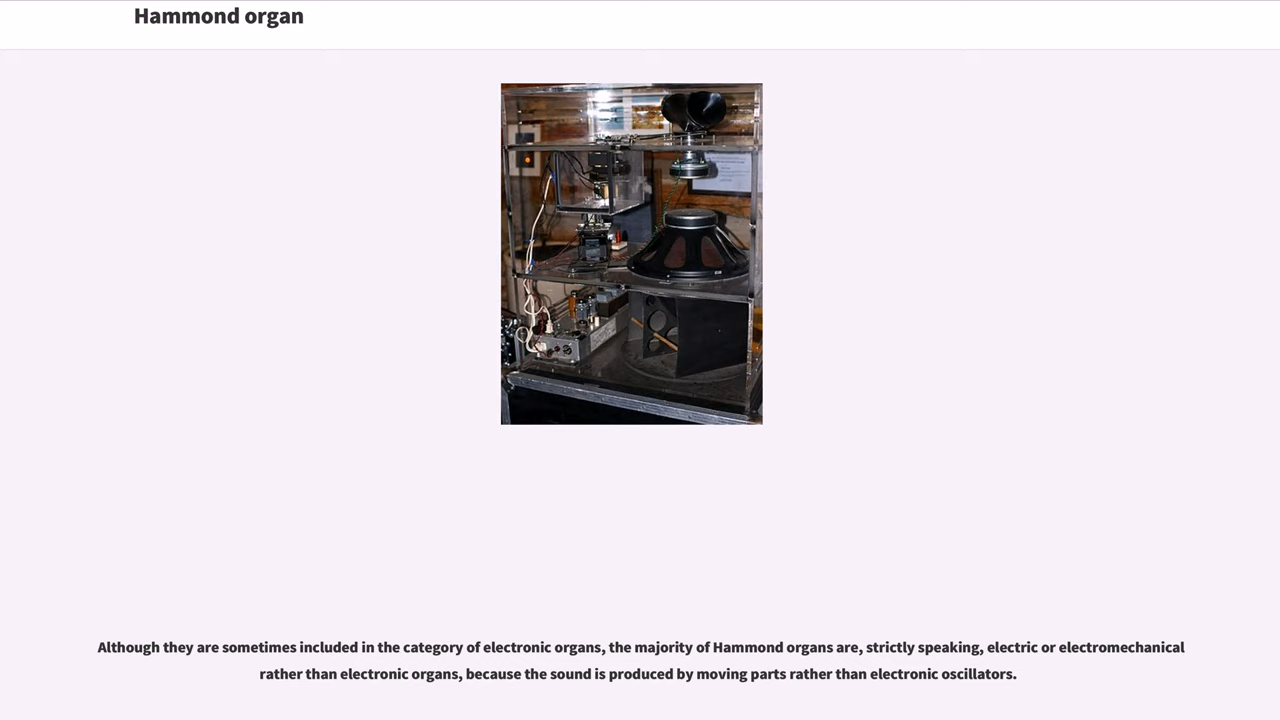 Hammond organ
Although they are sometimes included in the category of electronic organs, the majority of Hammond organs are, strictly speaking, electric or electromechanical
rather than electronic organs, because the sound is produced by moving parts rather than electronic oscillators.